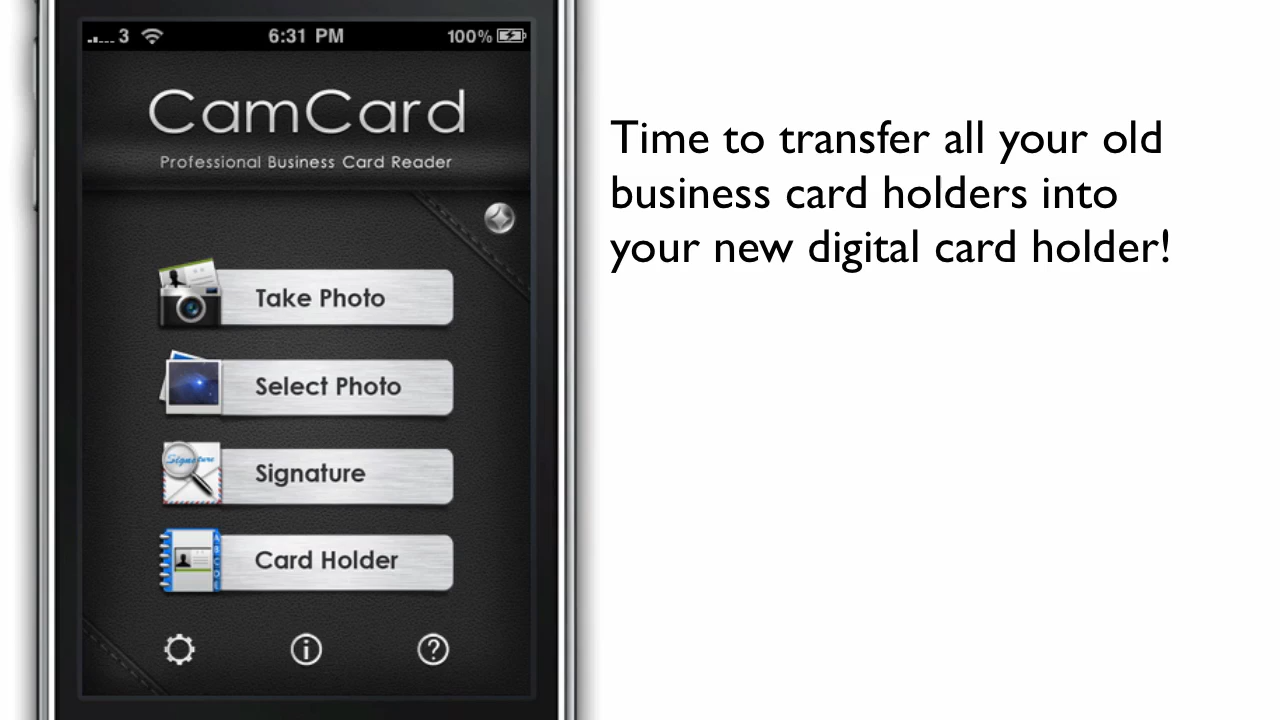 3 6:31 PM 100%
CamCard
Professional Business Card Reader
Take Photo
Select Photo
Signature
Signature
Card Holder
A
B
C
D
E
Time to transfer all your old
business card holders into
your new digital card holder!